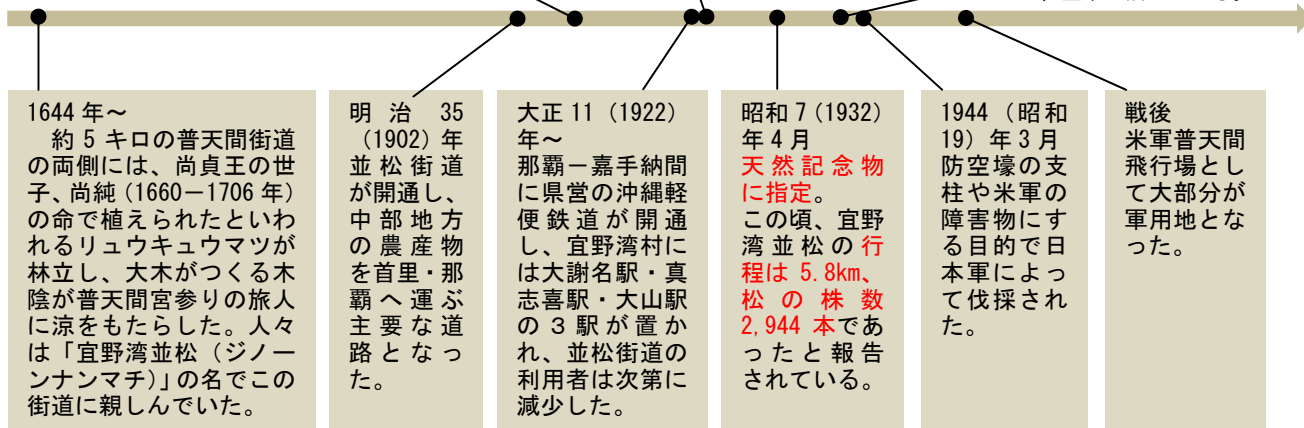 1644 年～
約 5 キロの普天間街道
の両側には、尚貞王の世
子、尚純（1660－1706 年）
の命で植えられたといわ
れるリュウキュウマツが
林立し、大木がつくる木
陰が普天間宮参りの旅人
に涼をもたらした。人々
は「宜野湾並松（ジノー
ンナンマチ）」の名でこの
街道に親しんでいた。
明治 35
（1902）年
並松街道
が開通し、
中部地方
の農産物
を首里・那
覇へ運ぶ
主要な道
路となっ
た。
大正 11（1922）
年～
那覇－嘉手納間
に県営の沖縄軽
便鉄道が開通
し、宜野湾村に
は大謝名駅・真
志喜駅・大山駅
の 3 駅が置か
れ、並松街道の
利用者は次第に
減少した。
昭和 7（1932）
年 4 月
天然記念物
に指定。
この頃、宜野
湾並松の行
程は 5.8km、
松の株数
2,944 本であ
ったと報告
されている。
1944（昭和
19）年 3 月
防空壕の支
柱や米軍の
障害物にす
る目的で日
本軍によっ
て伐採され
た。
戦後
米軍普天間
飛行場とし
て大部分が
軍用地とな
った。